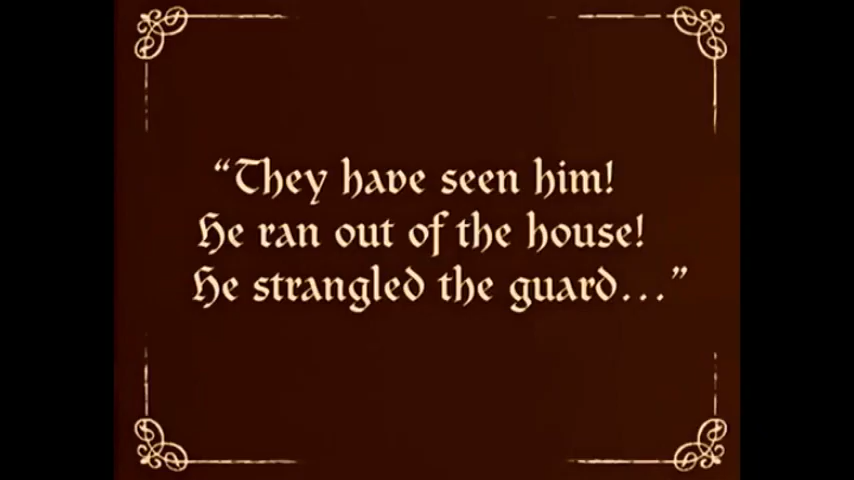 “They have seen him!
He ran out of the house!
He strangled the guard...”